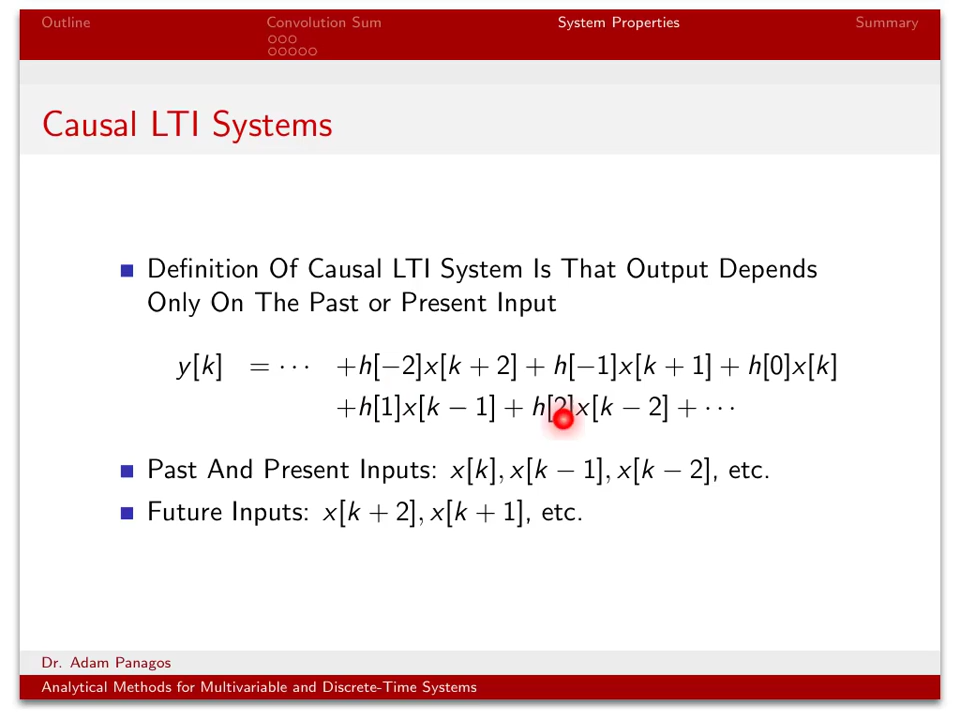 Outline Convolution Sum System Properties Summary
Causal LTI Systems
Definition Of Causal LTI System Is That Output Depends
Only On The Past or Present Input
y[k] = ··· +h[−2]x[k + 2] + h[−1]x[k + 1] + h[0]x[k]
+h[1]x[k − 1] + h[2]x[k − 2] + ···
Past And Present Inputs: x[k], x[k − 1], x[k − 2], etc.
Future Inputs: x[k + 2], x[k + 1], etc.
Dr. Adam Panagos
Analytical Methods for Multivariable and Discrete-Time Systems